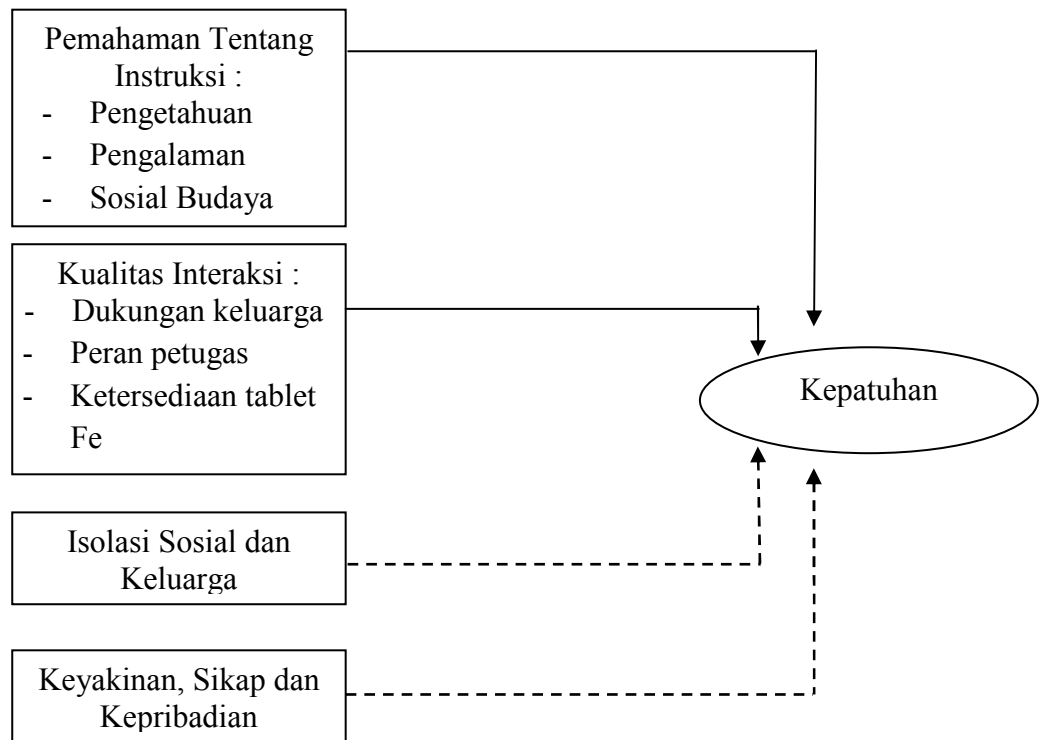 Pemahaman Tentang
Instruksi :
- Pengetahuan
- Pengalaman
- Sosial Budaya
Kualitas Interaksi :
- Dukungan keluarga
- Peran petugas
- Ketersediaan tablet
Fe
Kepatuhan
Isolasi Sosial dan
Keluarga
Keyakinan, Sikap dan
Kepribadian